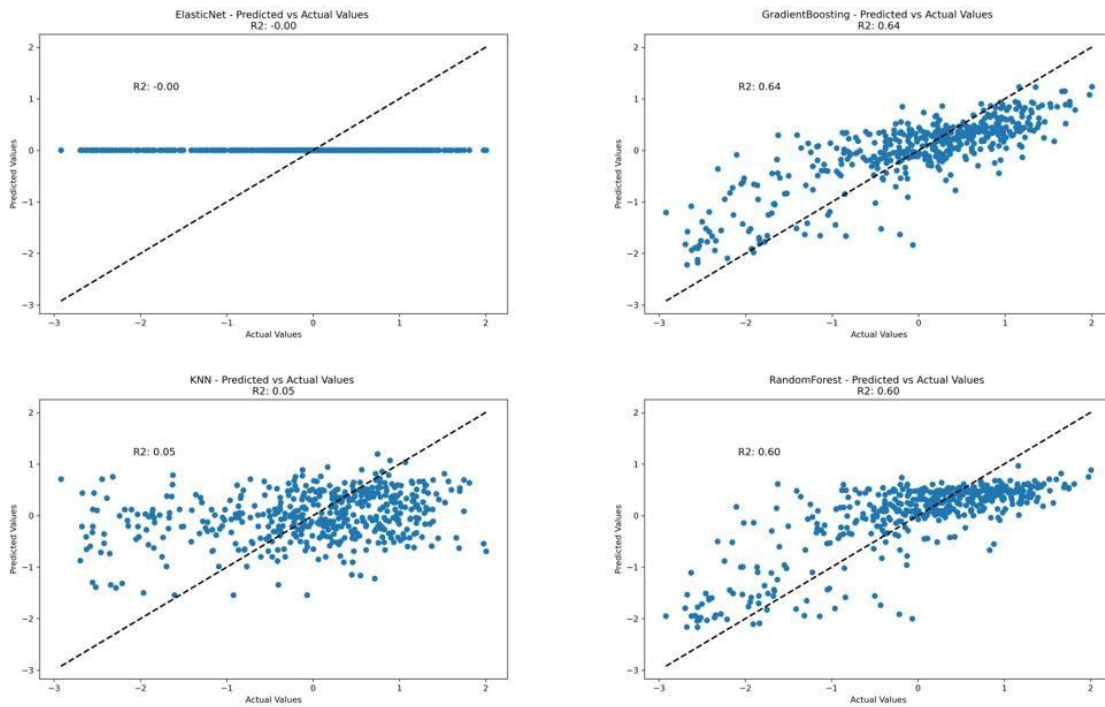 ElasticNet - Predicted vs Actual Values
R2: -0.00
R2: -0.00
2
1
0
−1
−2
−3
Predicted Values
−3
−2
−1
0
1
2
Actual Values
GradientBoosting - Predicted vs Actual Values
R2: 0.64
R2: 0.64
2
1
0
−1
−2
−3
Predicted Values
−3
−2
−1
0
1
2
Actual Values
KNN - Predicted vs Actual Values
R2: 0.05
R2: 0.05
2
1
0
−1
−2
−3
Predicted Values
−3
−2
−1
0
1
2
Actual Values
RandomForest - Predicted vs Actual Values
R2: 0.60
R2: 0.60
2
1
0
−1
−2
−3
Predicted Values
−3
−2
−1
0
1
2
Actual Values